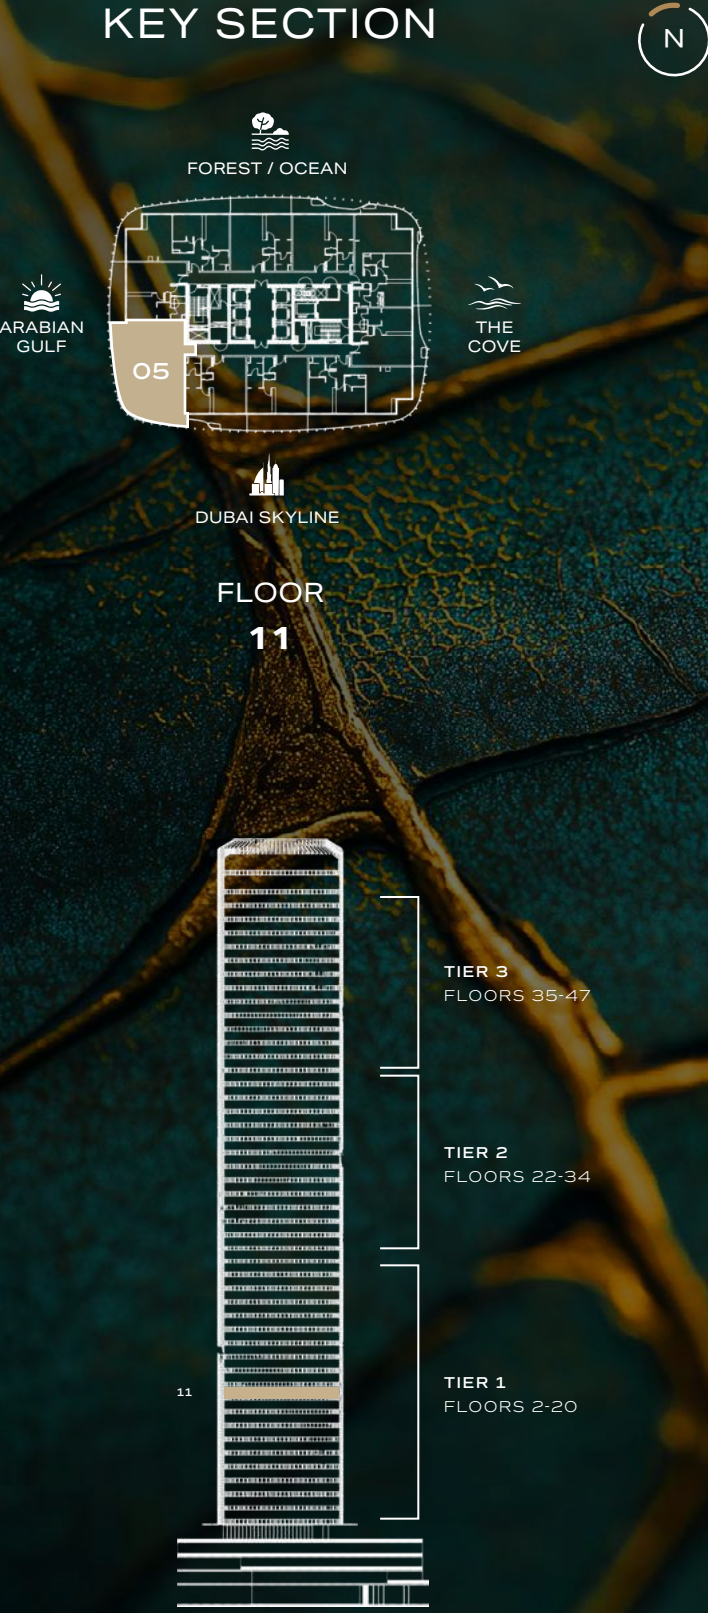 KEY SECTION
N
FOREST / OCEAN
ARABIAN
GULF
THE
COVE
05
DUBAI SKYLINE
FLOOR
11
TIER 3
FLOORS 35-47
TIER 2
FLOORS 22-34
11
TIER 1
FLOORS 2-20